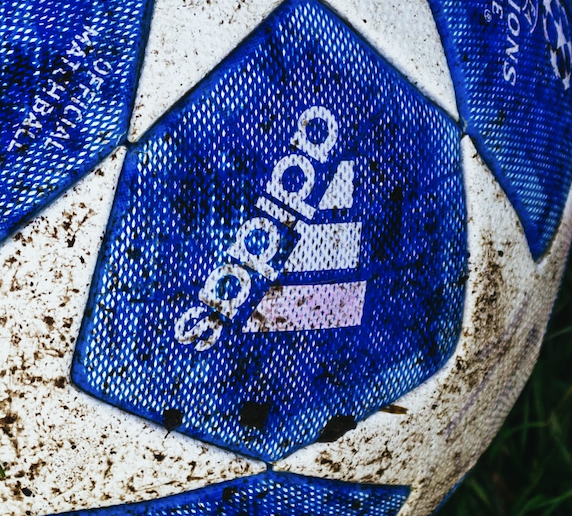 OFFICIAL
MATCHBALL
adidas
IONS
E®